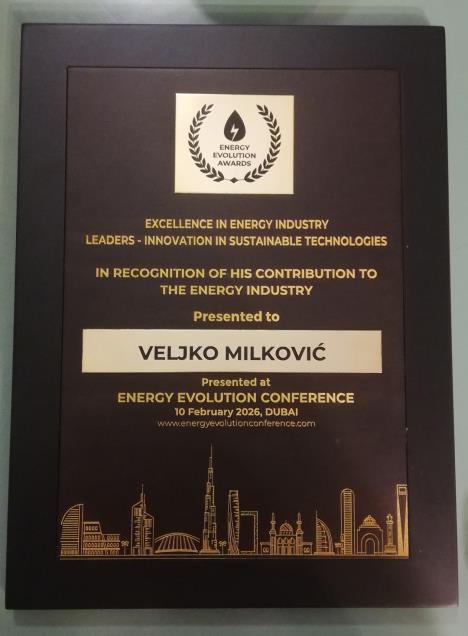 ENERGY
EVOLUTION
AWARDS
EXCELLENCE IN ENERGY INDUSTRY
LEADERS - INNOVATION IN SUSTAINABLE TECHNOLOGIES
IN RECOGNITION OF HIS CONTRIBUTION TO
THE ENERGY INDUSTRY
Presented to
VELJKO MILKOVIĆ
Presented at
ENERGY EVOLUTION CONFERENCE
10 February 2026, DUBAI
www.energyevolutionconference.com